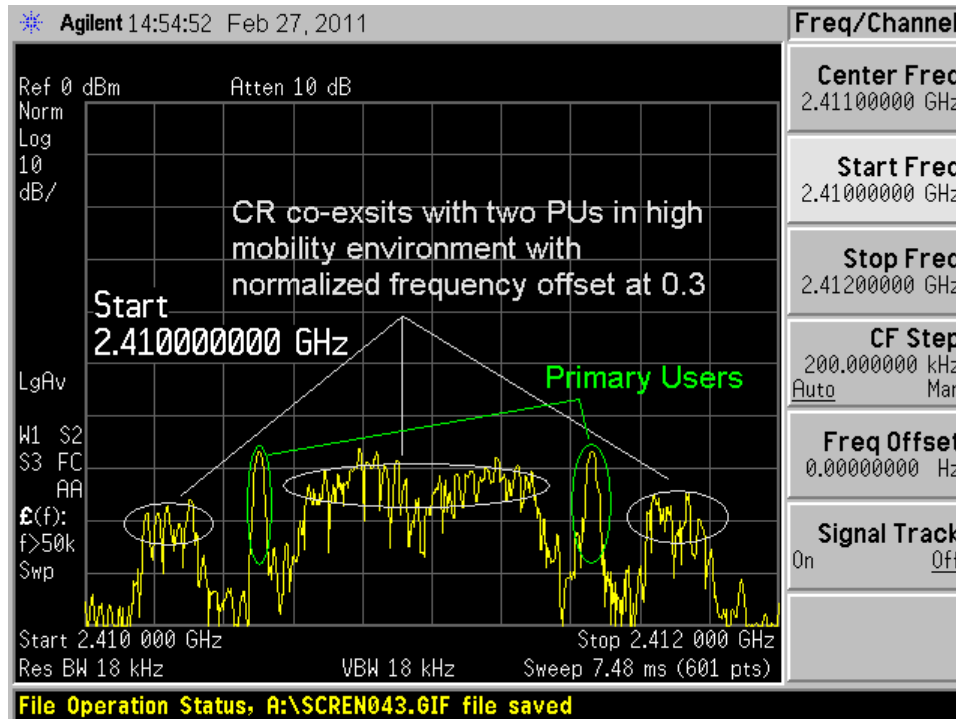 Agilent 14:54:52 Feb 27, 2011
Freq/Channel
Ref 0 dBm Atten 10 dB
Norm
Log
10
dB/
CR co-exsits with two PUs in high
mobility environment with
normalized frequency offset at 0.3
Start
2.410000000 GHz
Primary Users
LgAv
W1 S2
S3 FC
AA
£(f):
f>50k
Swp
Start 2.410 000 GHz Stop 2.412 000 GHz
Res BW 18 kHz VBW 18 kHz Sweep 7.48 ms (601 pts)
Center Freq
2.41100000 GHz
Start Freq
2.41000000 GHz
Stop Freq
2.41200000 GHz
CF Step
200.000000 kHz
Auto Man
Freq Offset
0.00000000 Hz
Signal Track
On Off
File Operation Status, A:\SCREN043.GIF file saved